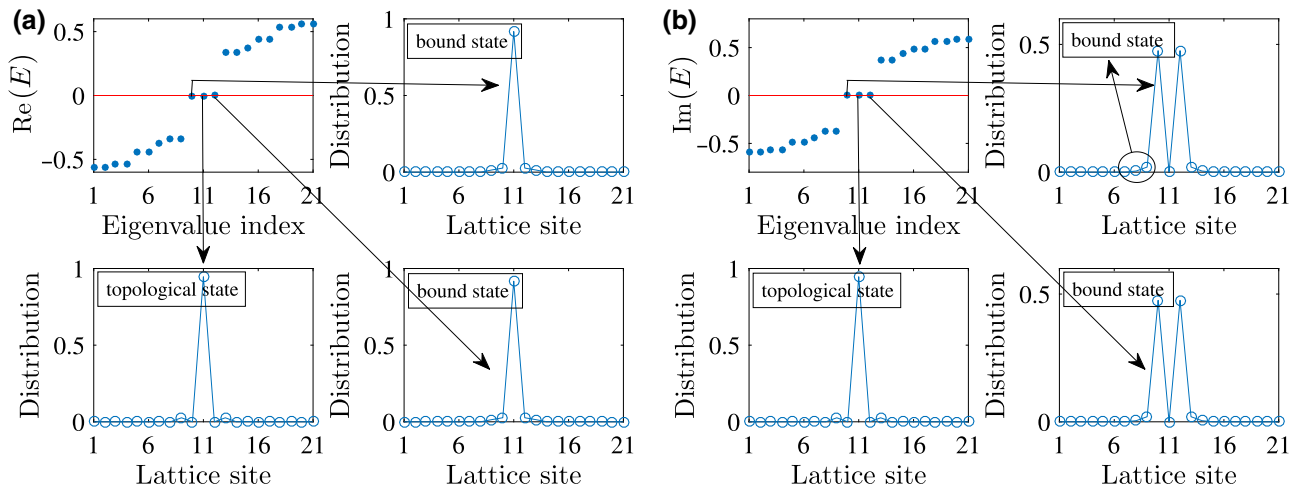 (a)
Re(E)
0.5
0
−0.5
1 6 11 16 21
Eigenvalue index
Distribution
1
0.5
0
bound state
1 6 11 16 21
Lattice site
Distribution
1
0.5
0
topological state
1 6 11 16 21
Lattice site
Distribution
1
0.5
0
bound state
1 6 11 16 21
Lattice site
(b)
Im(E)
0.5
0
−0.5
1 6 11 16 21
Eigenvalue index
Distribution
0.5
0
bound state
1 6 11 16 21
Lattice site
Distribution
1
0.5
0
topological state
1 6 11 16 21
Lattice site
Distribution
0.5
0
bound state
1 6 11 16 21
Lattice site